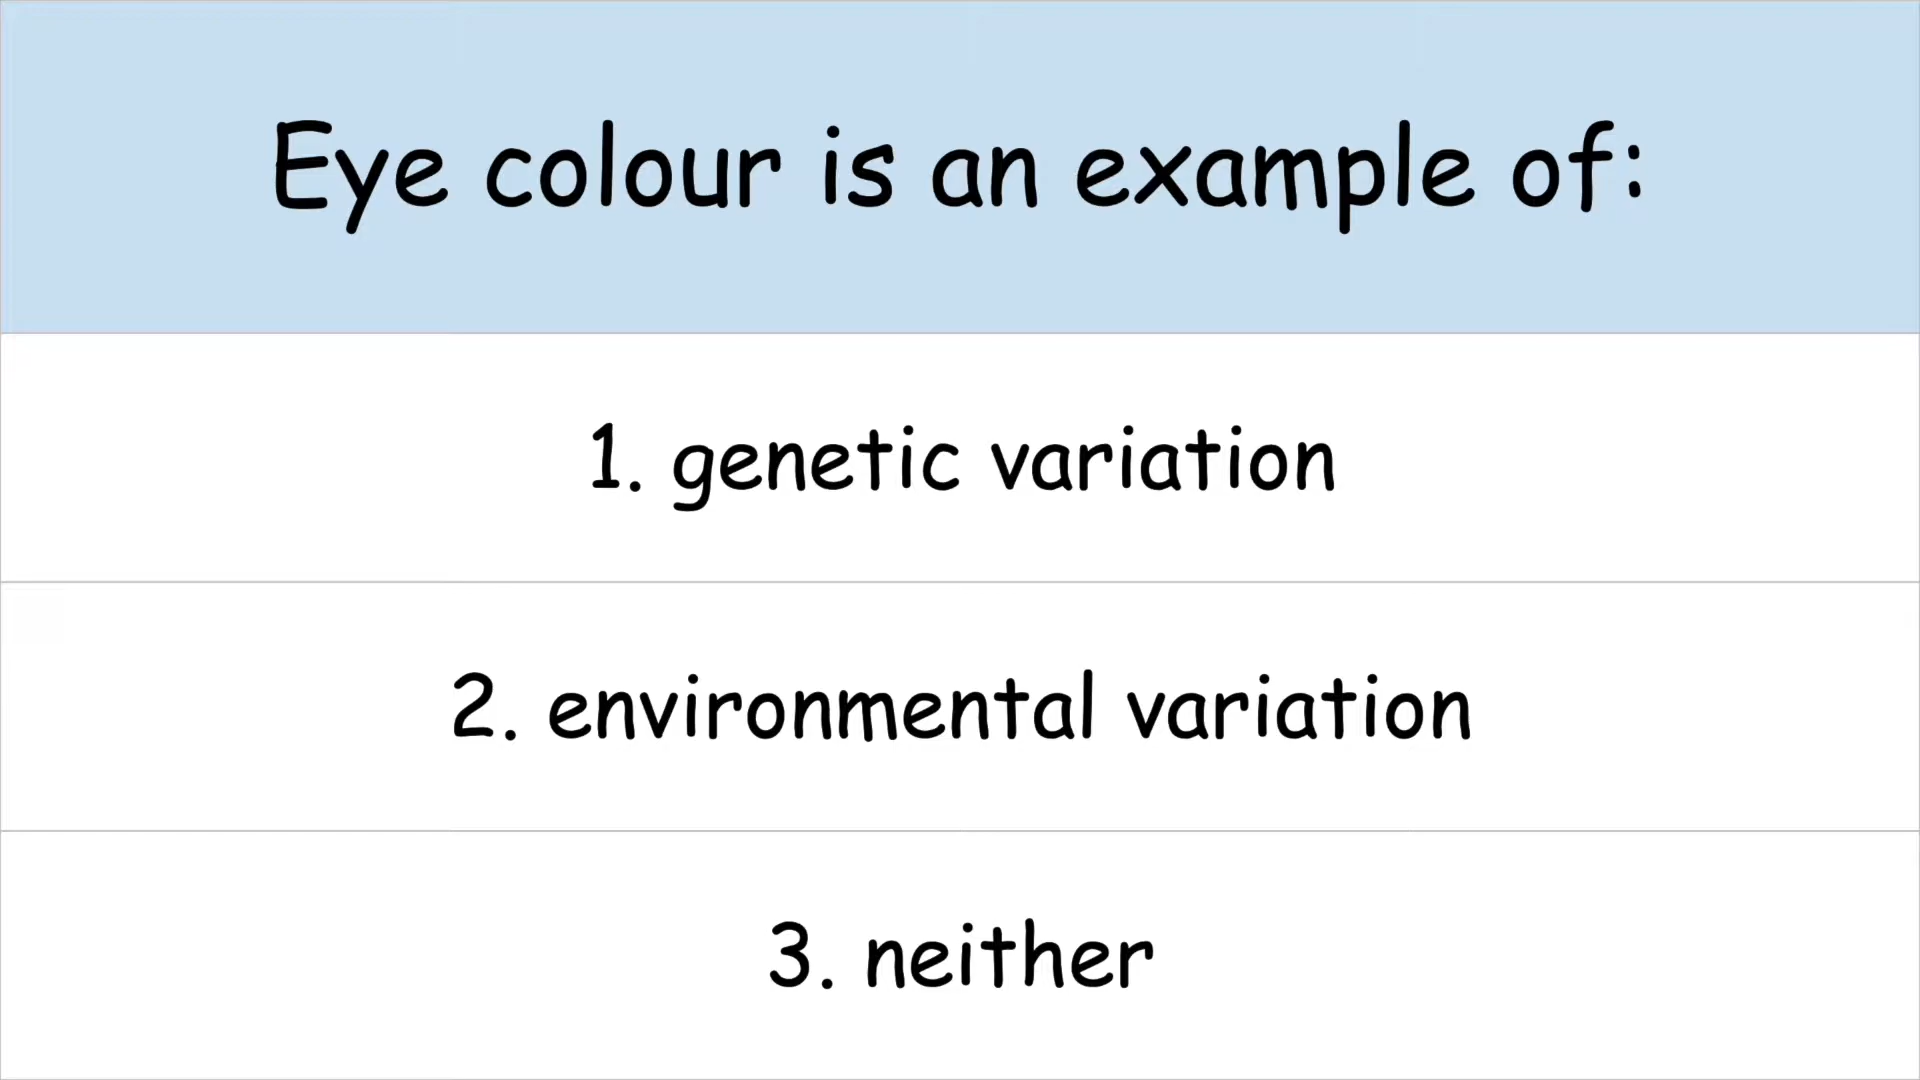 Eye colour is an example of:
1. genetic variation
2. environmental variation
3. neither